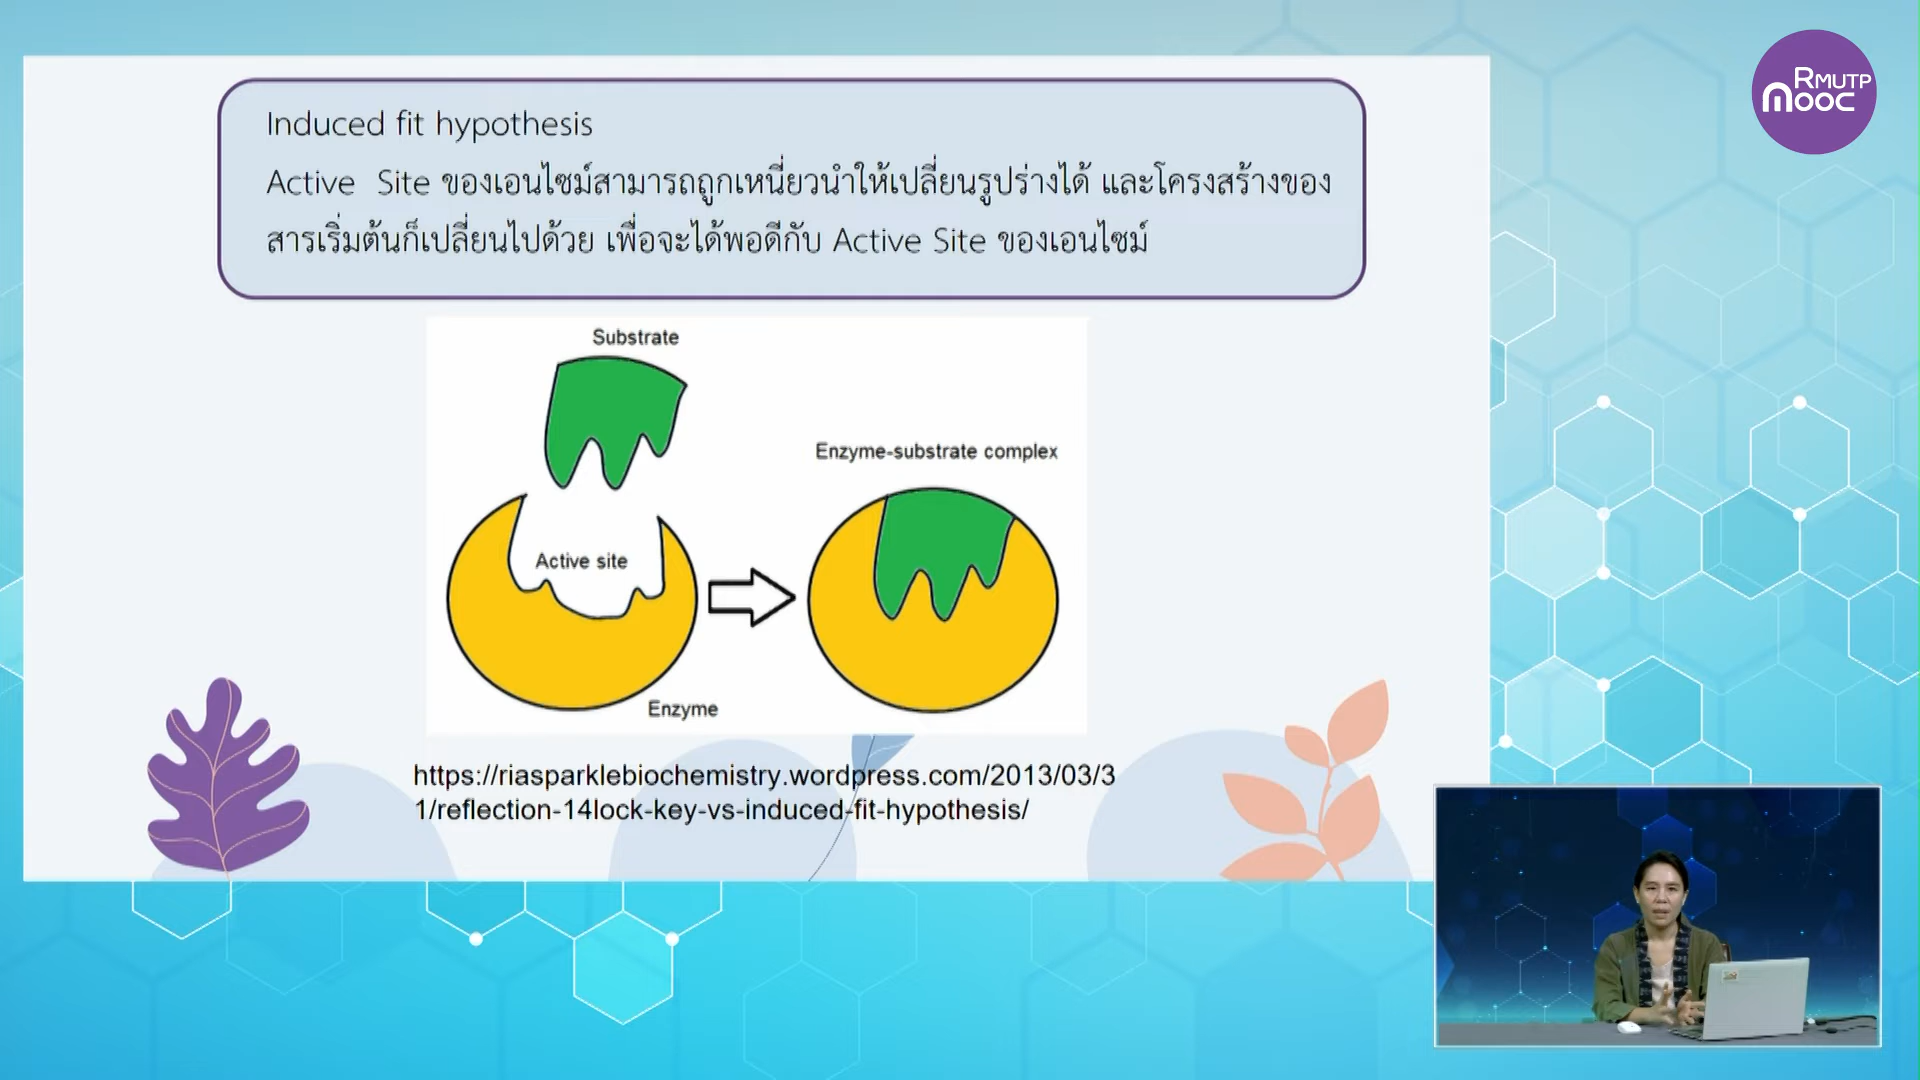 RMUTP
MOOC
Induced fit hypothesis
Active Site ของเอนไซม์สามารถถูกเหนี่ยวนำให้เปลี่ยนรูปร่างได้ และโครงสร้างของ
สารเริ่มต้นก็เปลี่ยนไปด้วย เพื่อจะได้พอดีกับ Active Site ของเอนไซม์
Substrate
Enzyme-substrate complex
Active site
Enzyme
https://riasparklebiochemistry.wordpress.com/2013/03/3
1/reflection-14lock-key-vs-induced-fit-hypothesis/